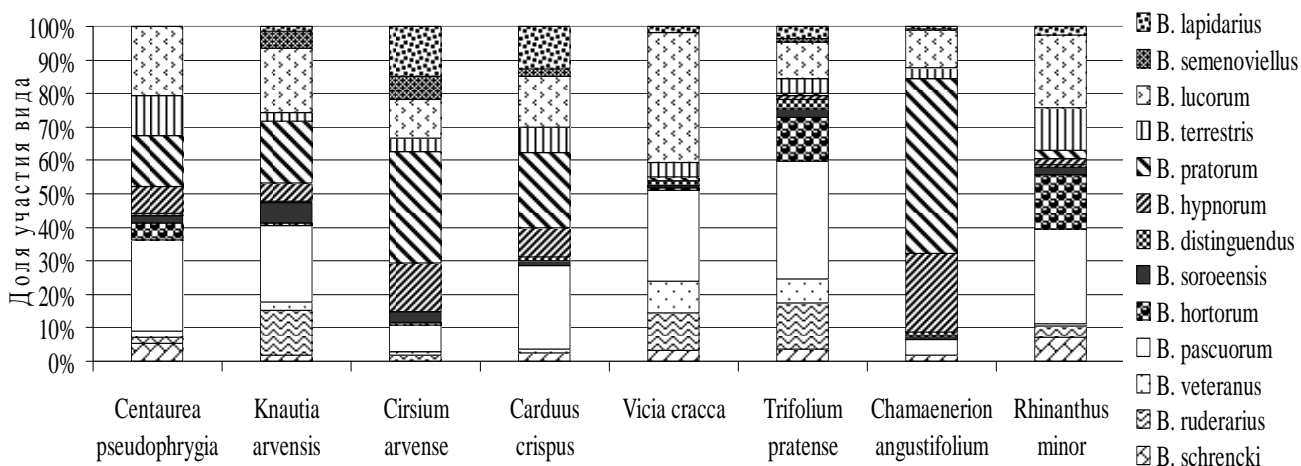 Доля участия вида
100%
90%
80%
70%
60%
50%
40%
30%
20%
10%
0%
Centaurea
pseudophrygia
Knautia
arvensis
Cirsium
arvense
Carduus
crispus
Vicia cracca
Trifolium
pratense
Chamaenerion
angustifolium
Rhinanthus
minor
B. lapidarius
B. semenoviellus
B. lucorum
B. terrestris
B. pratorum
B. hypnorum
B. distinguendus
B. soroeensis
B. hortorum
B. pascuorum
B. veteranus
B. ruderarius
B. schrencki